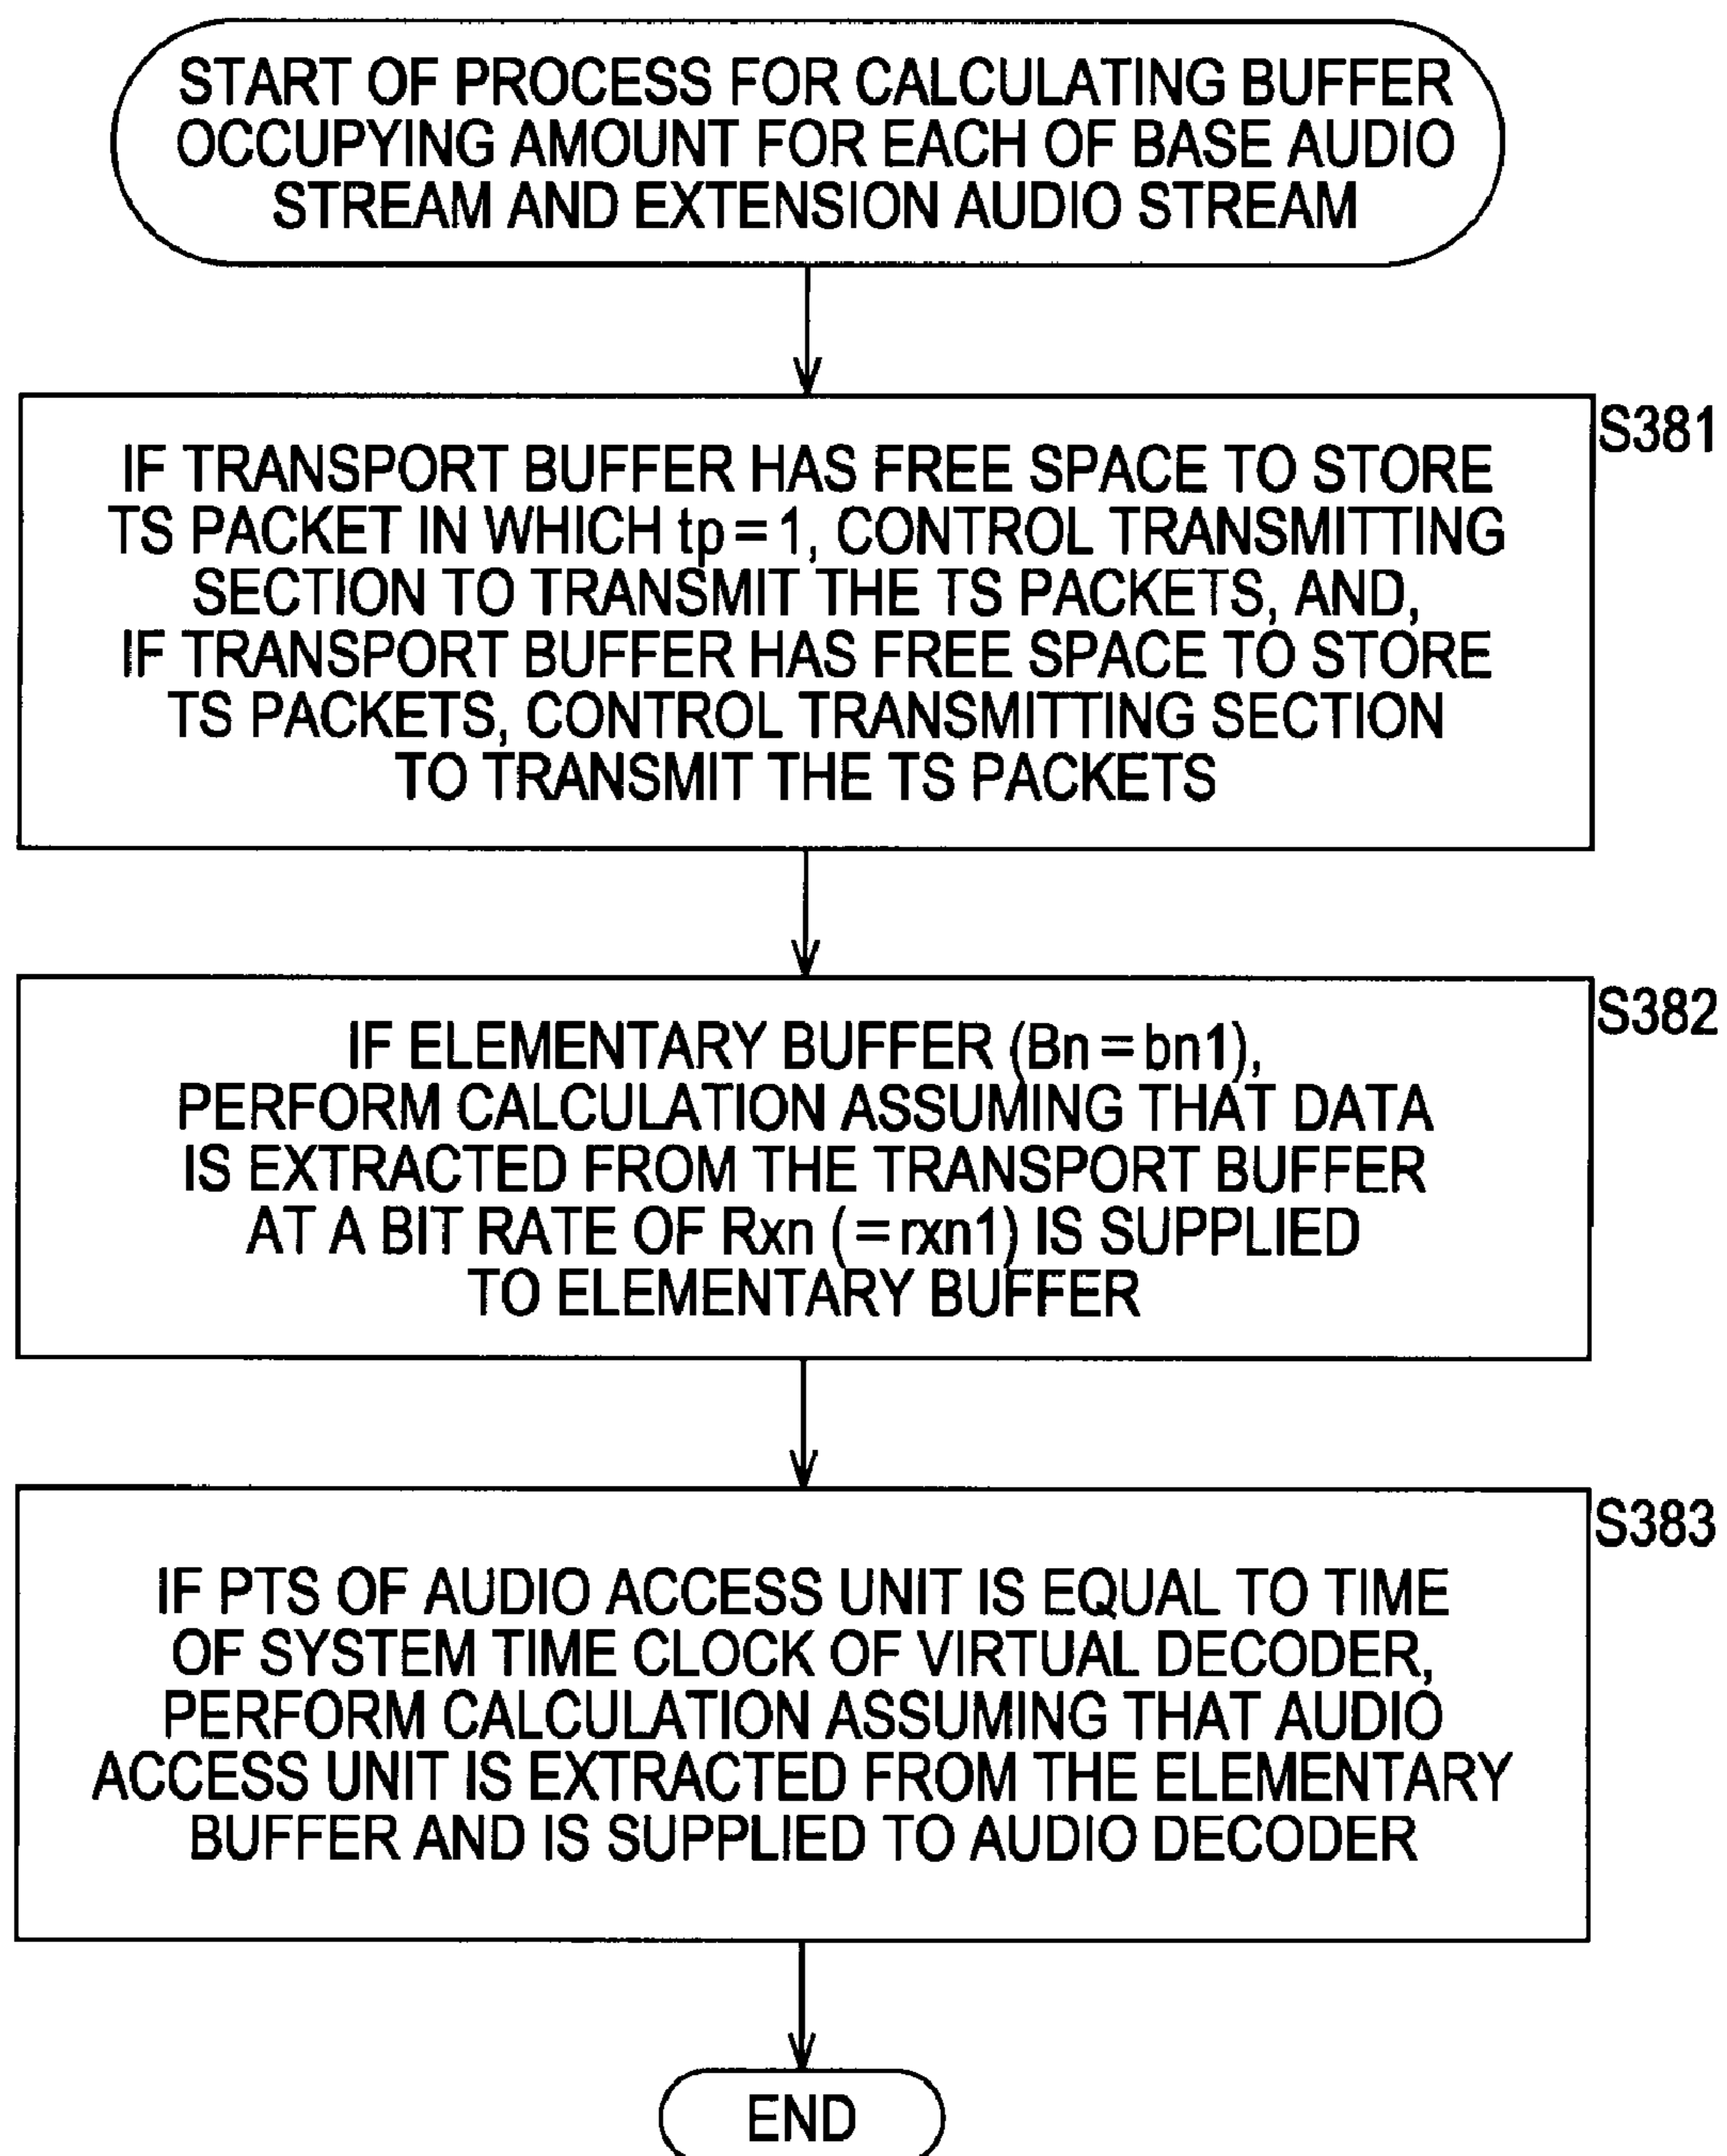 START OF PROCESS FOR CALCULATING BUFFER
OCCUPYING AMOUNT FOR EACH OF BASE AUDIO
STREAM AND EXTENSION AUDIO STREAM
S381
IF TRANSPORT BUFFER HAS FREE SPACE TO STORE
TS PACKET IN WHICH tp = 1, CONTROL TRANSMITTING
SECTION TO TRANSMIT THE TS PACKETS, AND,
IF TRANSPORT BUFFER HAS FREE SPACE TO STORE
TS PACKETS, CONTROL TRANSMITTING SECTION
TO TRANSMIT THE TS PACKETS
S382
IF ELEMENTARY BUFFER (Bn = bn1),
PERFORM CALCULATION ASSUMING THAT DATA
IS EXTRACTED FROM THE TRANSPORT BUFFER
AT A BIT RATE OF Rxn (= rxn1) IS SUPPLIED
TO ELEMENTARY BUFFER
S383
IF PTS OF AUDIO ACCESS UNIT IS EQUAL TO TIME
OF SYSTEM TIME CLOCK OF VIRTUAL DECODER,
PERFORM CALCULATION ASSUMING THAT AUDIO
ACCESS UNIT IS EXTRACTED FROM THE ELEMENTARY
BUFFER AND IS SUPPLIED TO AUDIO DECODER
END